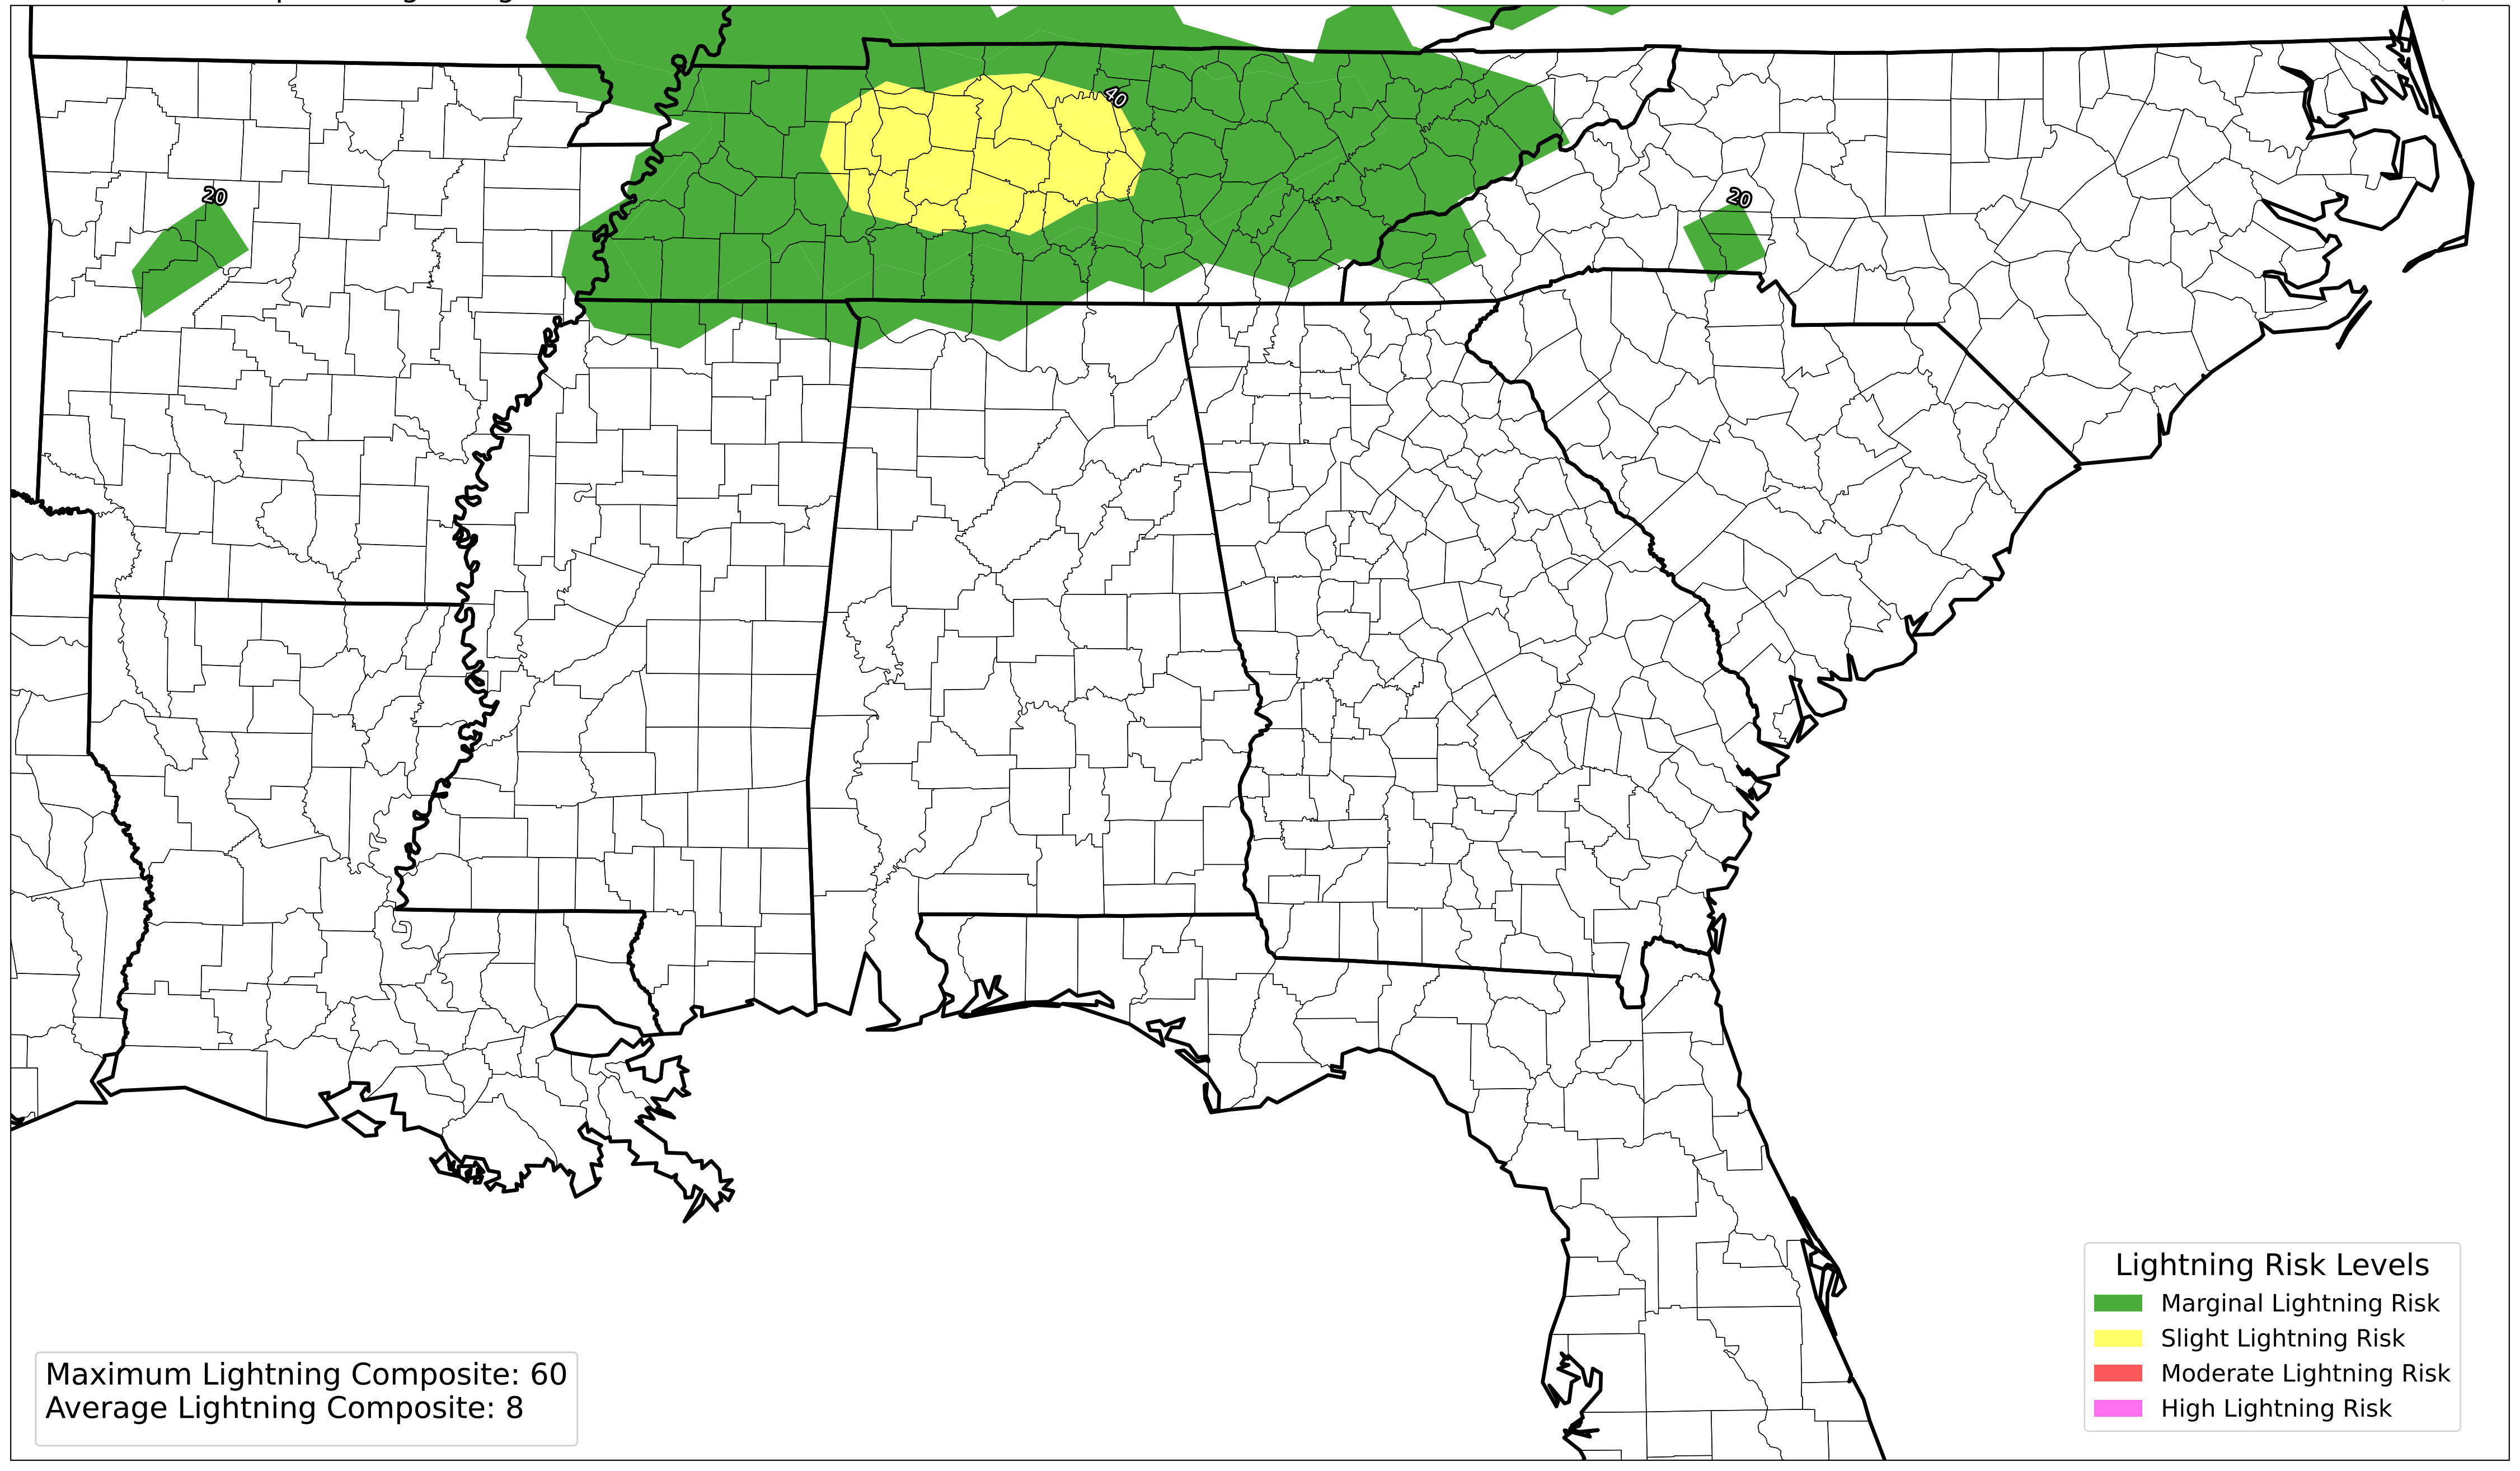 40
20
20
Lightning Risk Levels
Marginal Lightning Risk
Slight Lightning Risk
Moderate Lightning Risk
High Lightning Risk
Maximum Lightning Composite: 60
Average Lightning Composite: 8